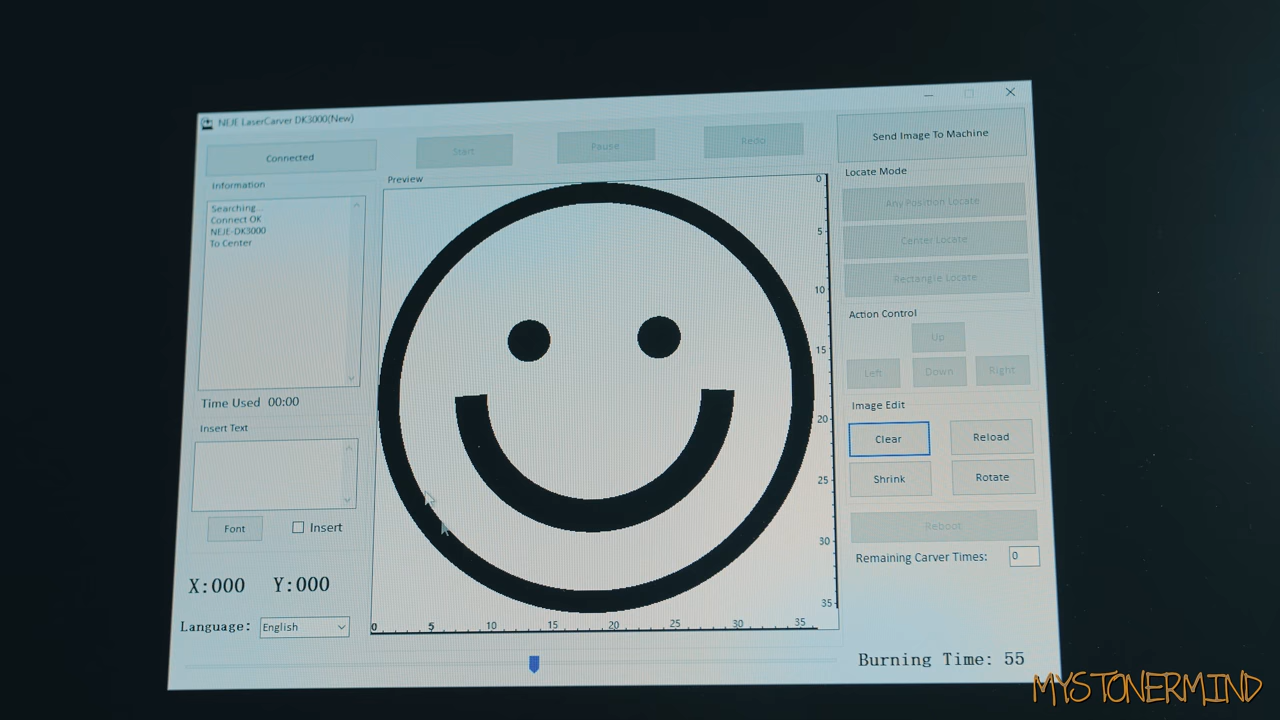 NEJE LaserCarver DK3000(New)
Connected
Start
Pause
Redo
Send Image To Machine
Information
Searching...
Connect OK
NEJE-DK3000
To Center
Time Used 00:00
Insert Text
Font
Insert
X:000 Y:000
Language: English
Preview
0
5
10
15
20
25
30
35
0 5 10 15 20 25 30 35
Locate Mode
Any Position Locate
Center Locate
Rectangle Locate
Action Control
Up
Left Down Right
Image Edit
Clear Reload
Shrink Rotate
Reboot
Remaining Carver Times: 0
Burning Time: 55
MYSTONERMIND